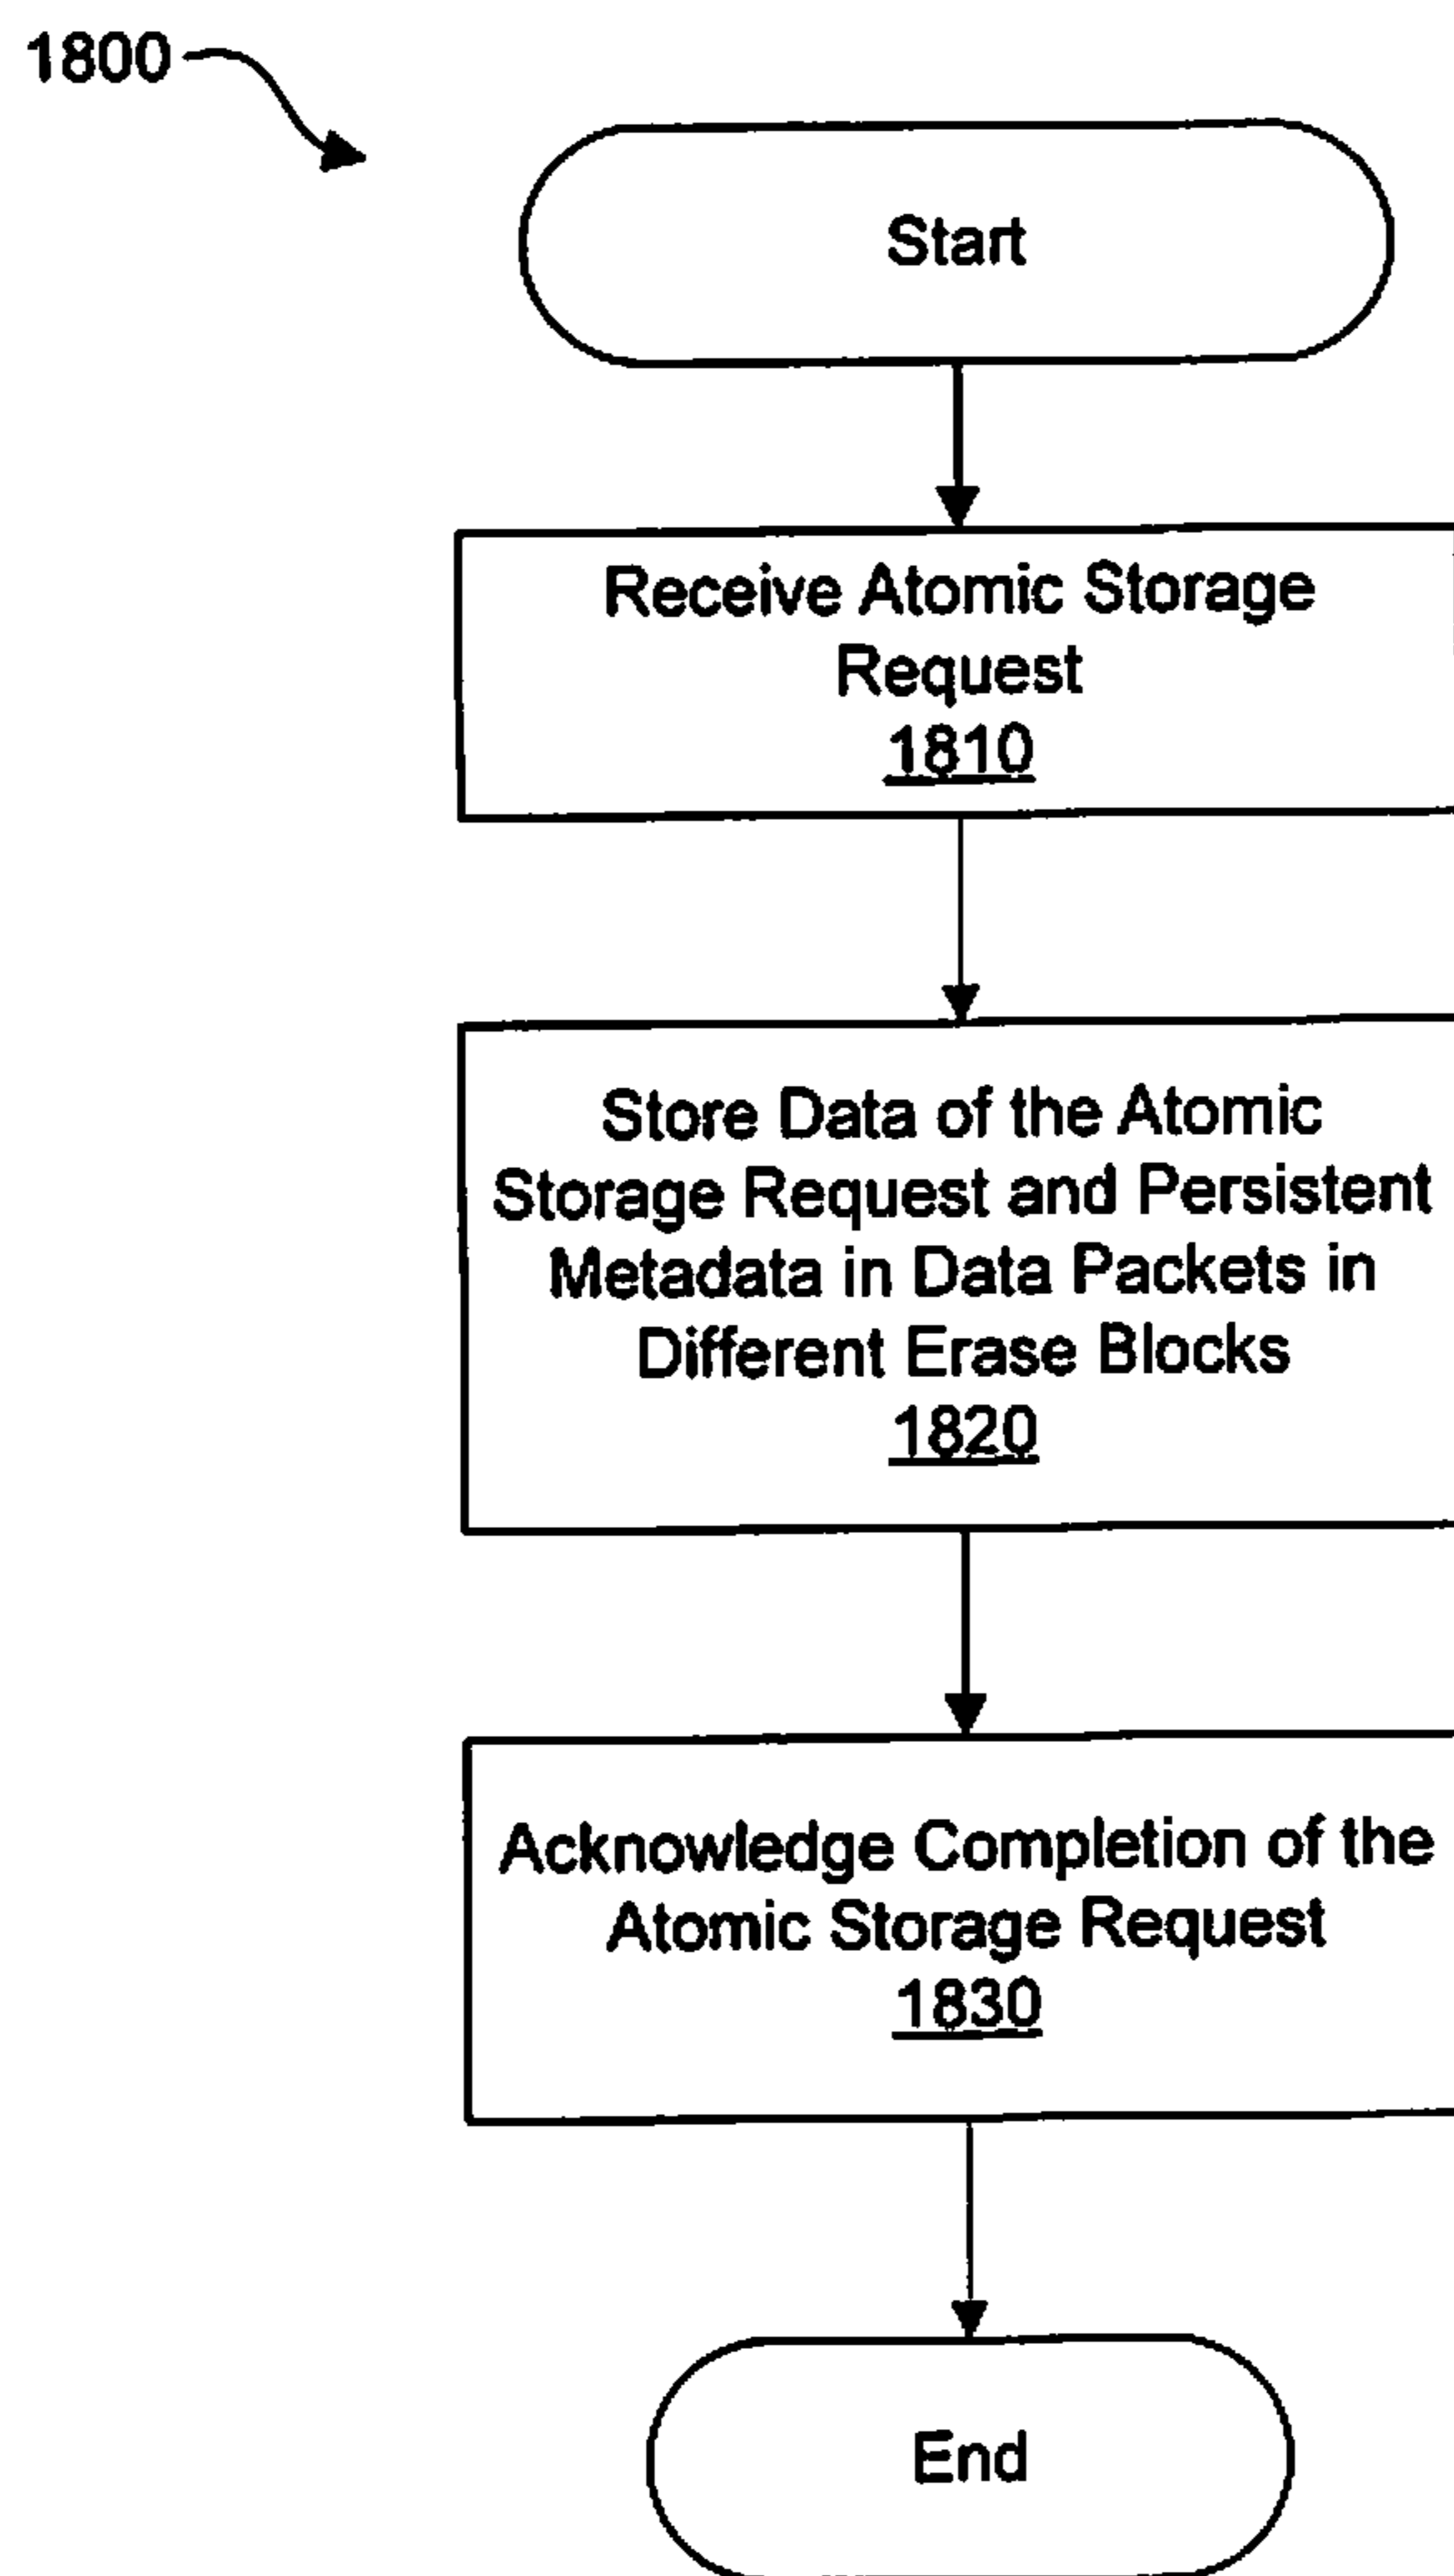 1800
Start
Receive Atomic Storage
Request
1810
Store Data of the Atomic
Storage Request and Persistent
Metadata in Data Packets in
Different Erase Blocks
1820
Acknowledge Completion of the
Atomic Storage Request
1830
End